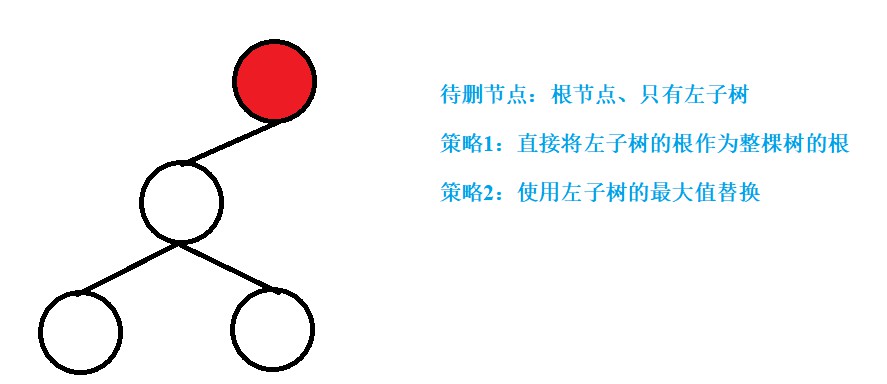 待删节点：根节点、只有左子树
策略1：直接将左子树的根作为整棵树的根
策略2：使用左子树的最大值替换